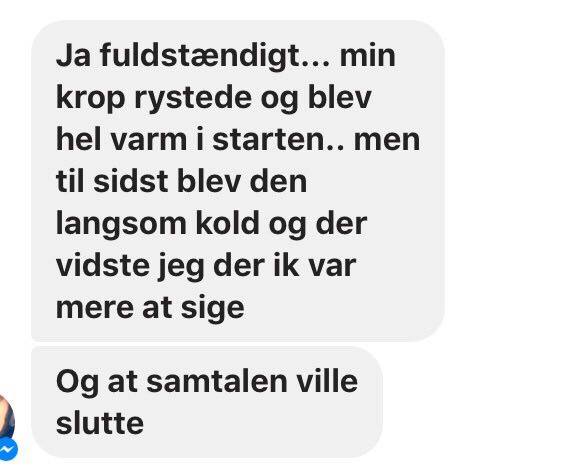 Ja fuldstændigt... min
krop rystede og blev
hel varm i starten.. men
til sidst blev den
langsom kold og der
vidste jeg der ik var
mere at sige
Og at samtalen ville
slutte